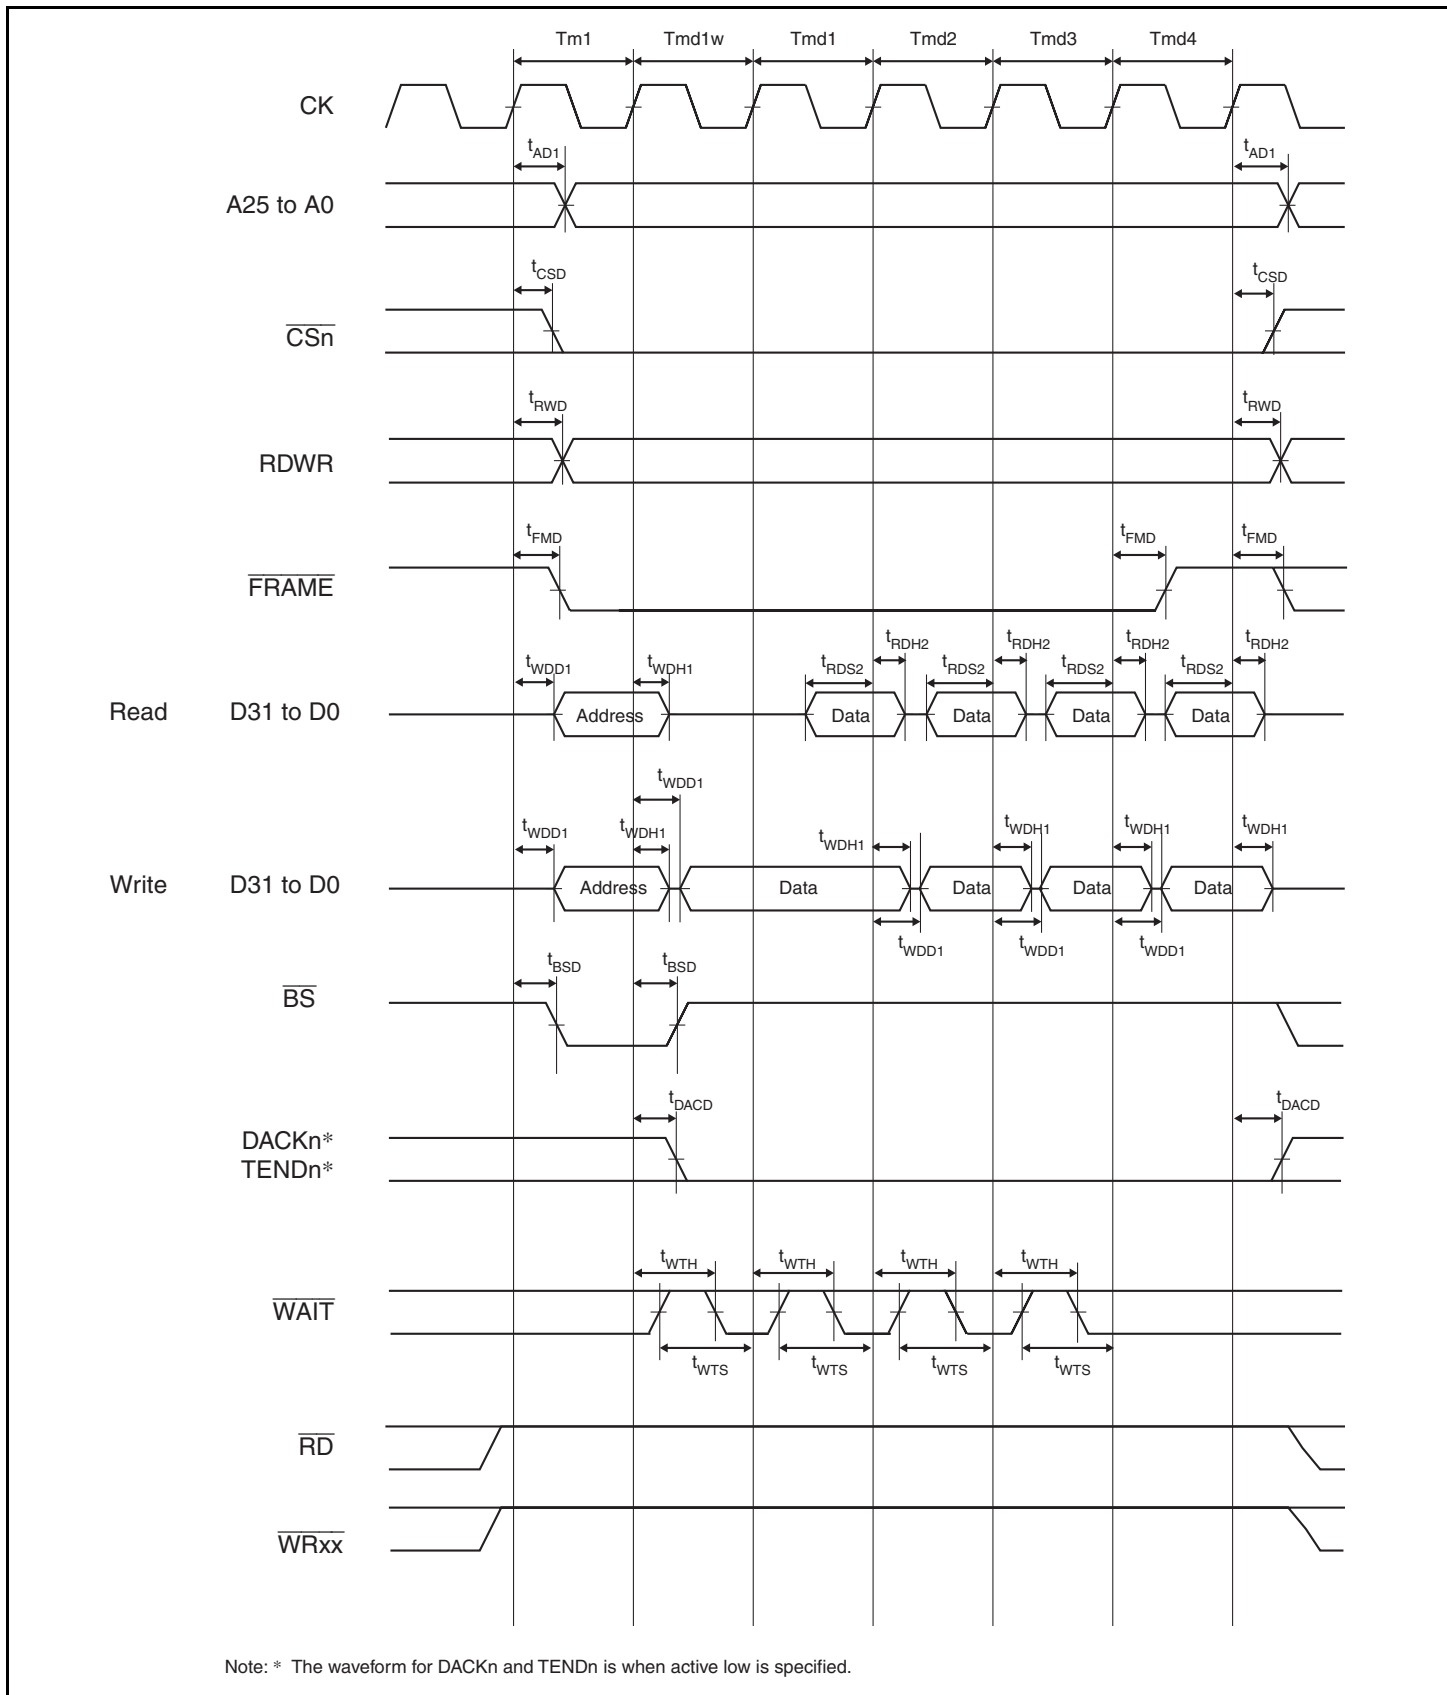 Tm1 Tmd1w Tmd1 Tmd2 Tmd3 Tmd4
CK
tAD1 tAD1
A25 to A0
tCSD tCSD
CSn
tRWD tRWD
RDWR
tFMD tFMD tFMD
FRAME
tRDH2 tRDH2 tRDH2 tRDH2
tWDD1 tWDH1 tRDS2 tRDS2 tRDS2 tRDS2
Read D31 to D0 Address Data Data Data Data
tWDD1
tWDD1 tWDH1 tWDH1 tWDH1 tWDH1 tWDH1
Write D31 to D0 Address Data Data Data Data
tWDD1 tWDD1 tWDD1
tBSD tBSD
BS
tDACD tDACD
DACKn*
TENDn*
tWTH tWTH tWTH tWTH
WAIT
tWTS tWTS tWTS tWTS
RD
WRxx
Note: * The waveform for DACKn and TENDn is when active low is specified.